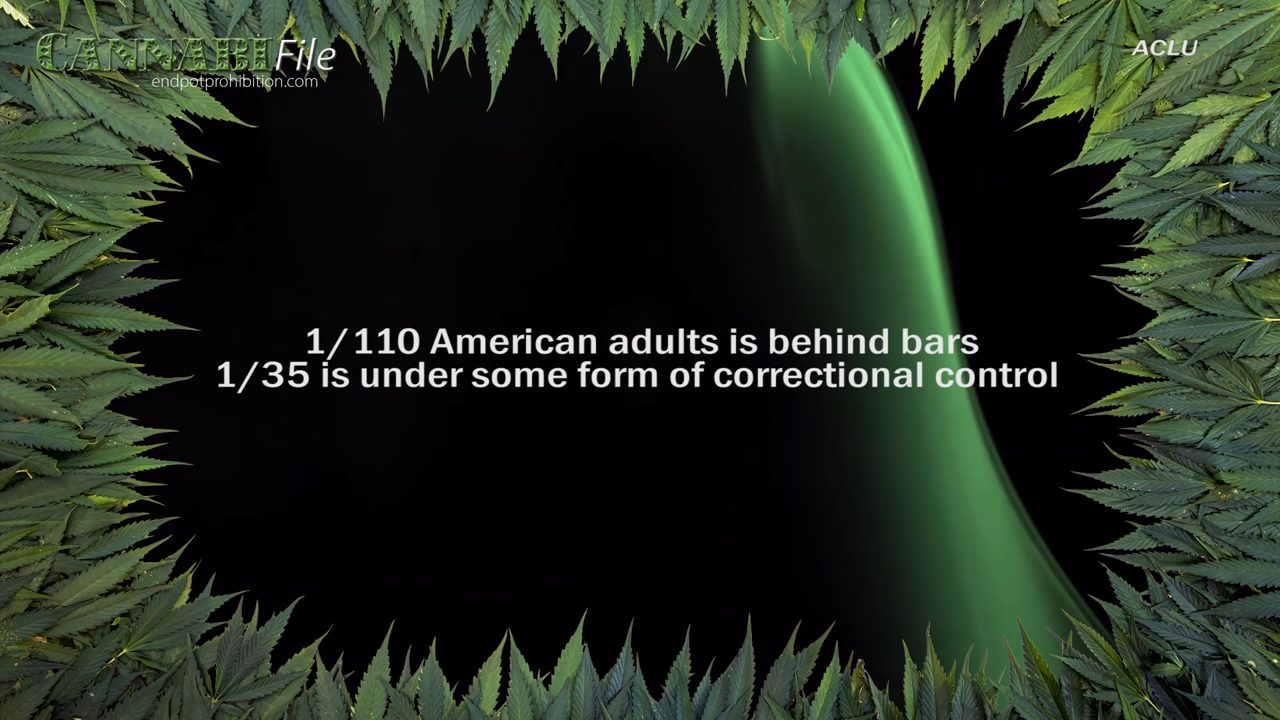 CANNABIFile
endpotprohibition.com
ACLU
1/110 American adults is behind bars
1/35 is under some form of correctional control